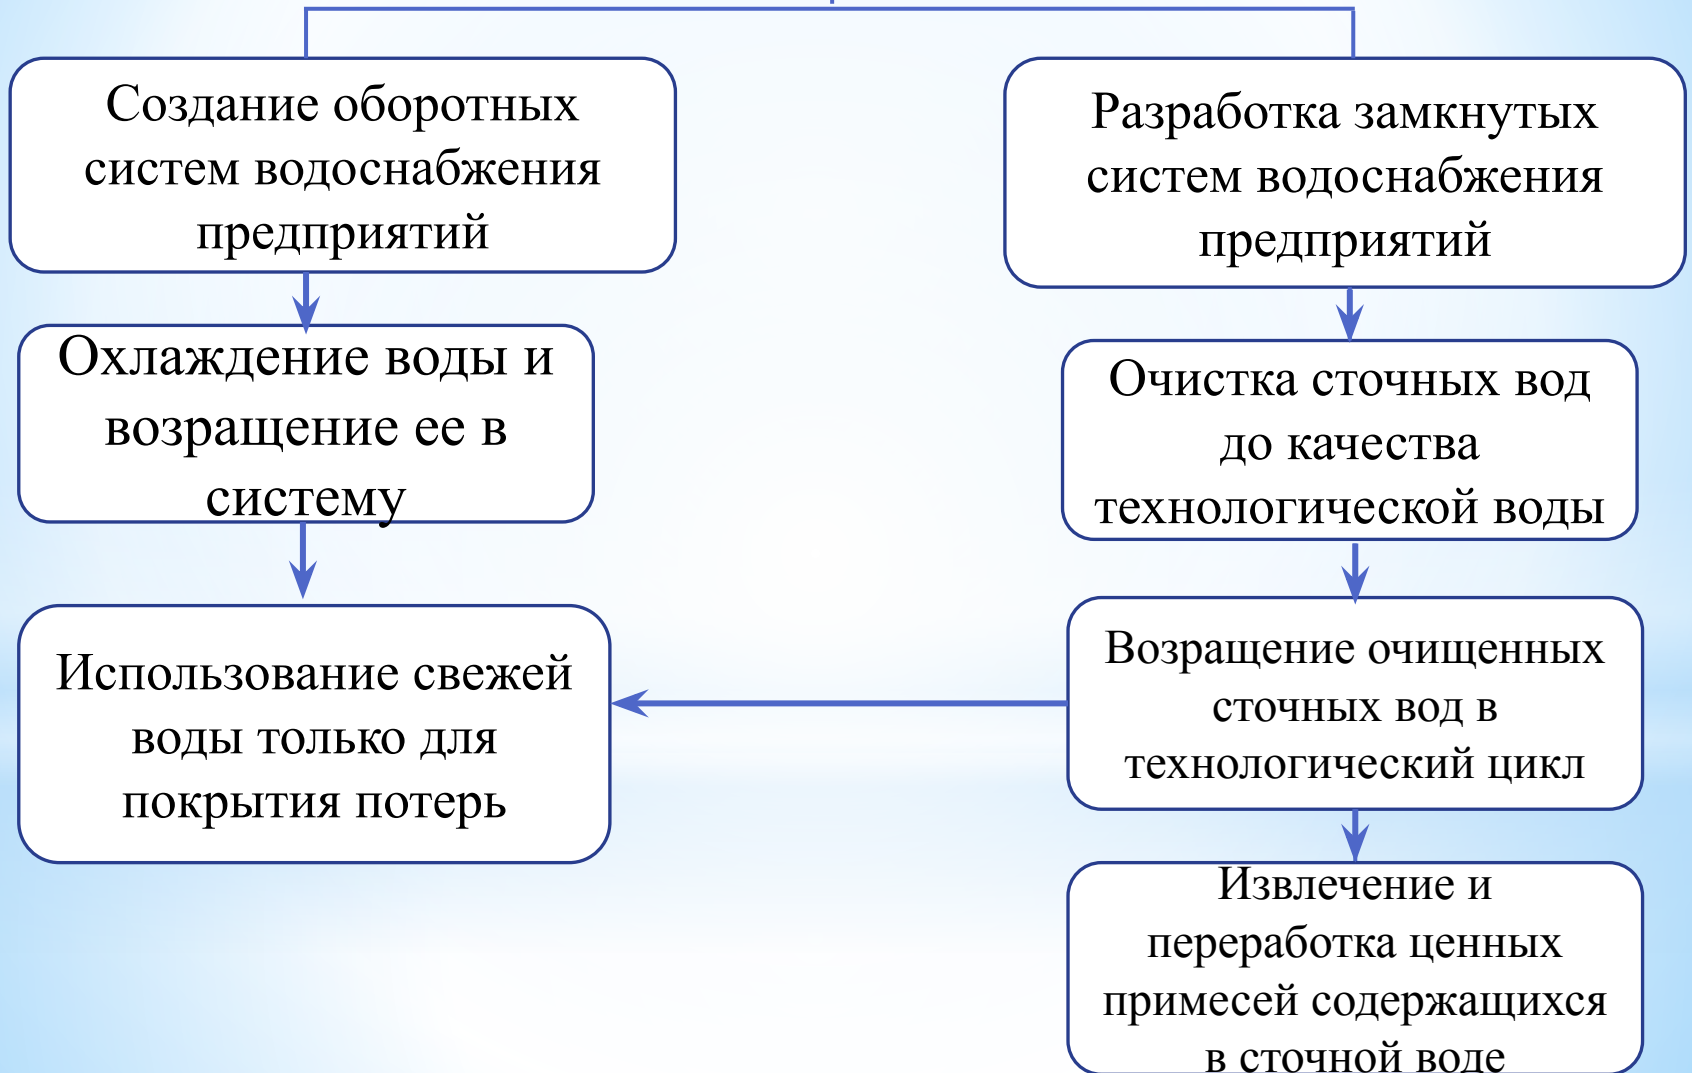 Создание оборотных
систем водоснабжения
предприятий
Охлаждение воды и
возращение ее в
систему
Использование свежей
воды только для
покрытия потерь
Разработка замкнутых
систем водоснабжения
предприятий
Очистка сточных вод
до качества
технологической воды
Возращение очищенных
сточных вод в
технологический цикл
Извлечение и
переработка ценных
примесей содержащихся
в сточной воде